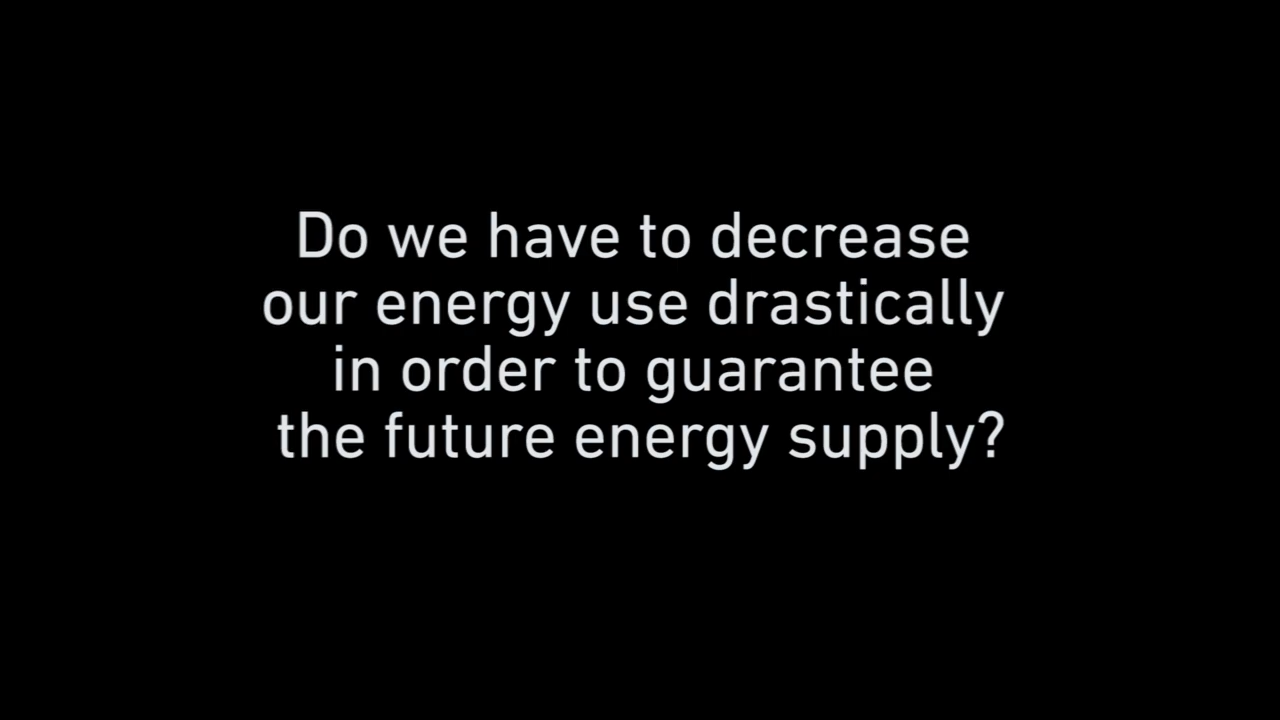 Do we have to decrease
our energy use drastically
in order to guarantee
the future energy supply?